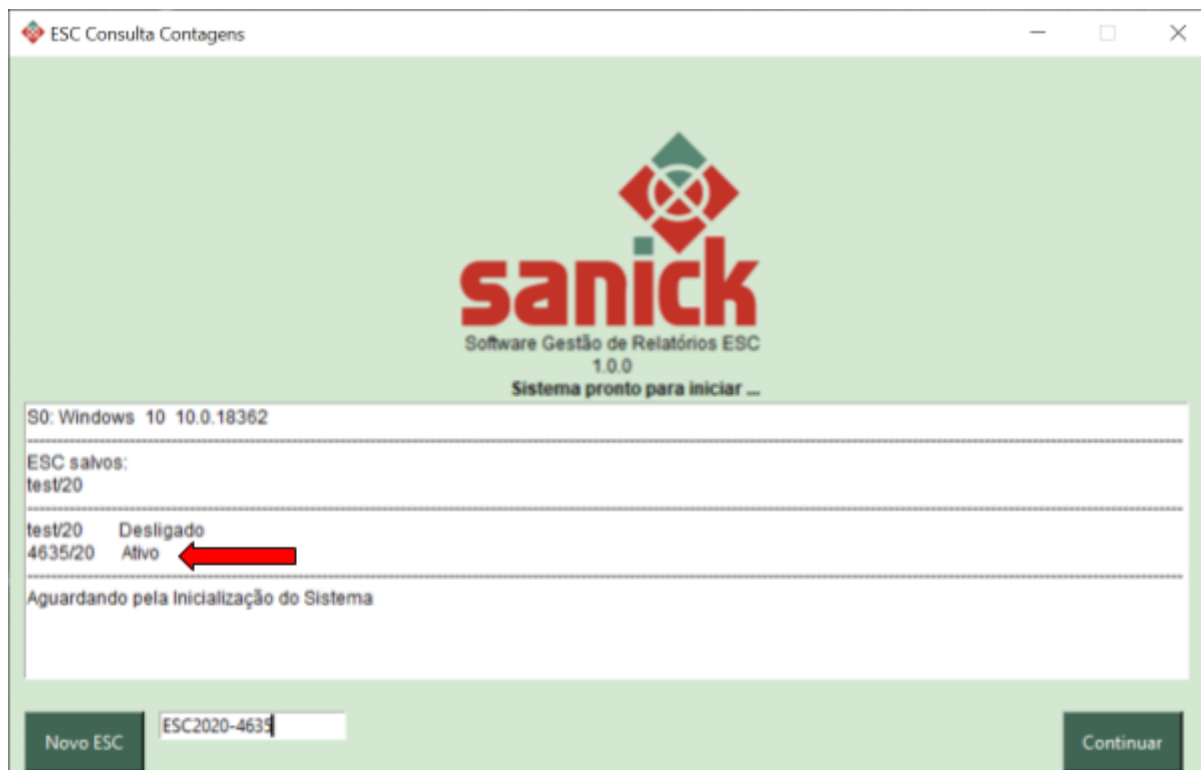 ESC Consulta Contagens
sanick
Software Gestão de Relatórios ESC
1.0.0
Sistema pronto para iniciar ...
S0: Windows 10 10.0.18362
ESC salvos:
test/20
test/20 Desligado
4635/20 Ativo
Aguardando pela Inicialização do Sistema
Novo ESC
ESC2020-4635
Continuar